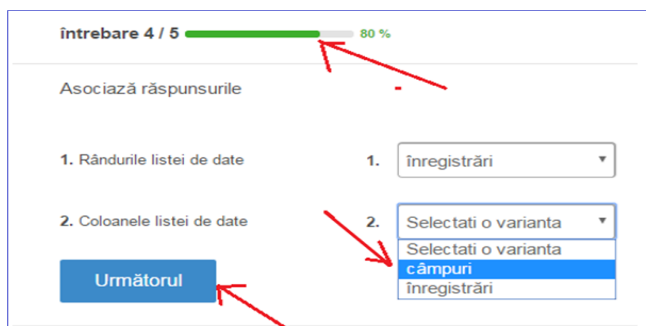 întrebare 4 / 5 80 %
Asociază răspunsurile
1. Rândurile listei de date 1. înregistrări
2. Coloanele listei de date 2. Selectati o varianta
Selectati o varianta
câmpuri
înregistrări
Următorul